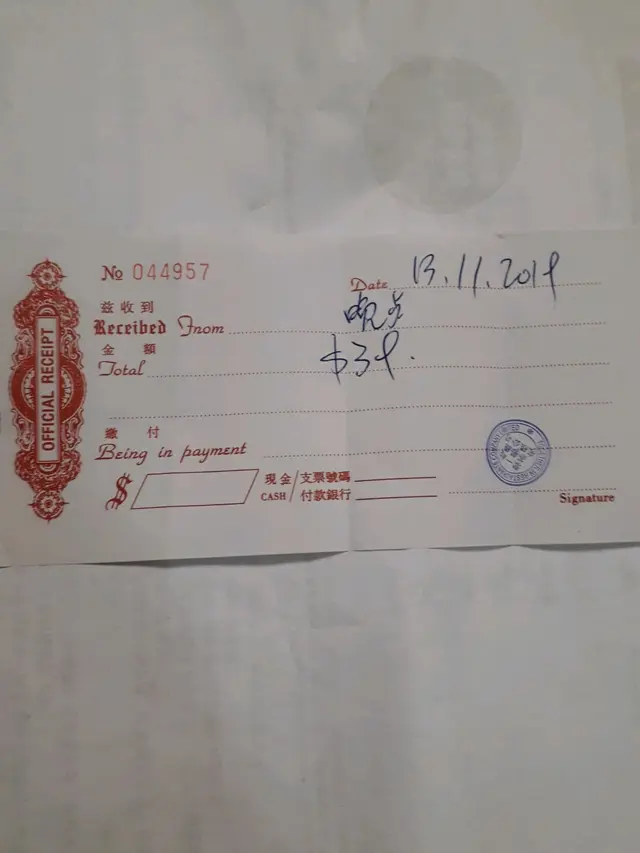 OFFICIAL RECEIPT
№ 044957
Date 13.11.2019
茲收到
Received From
金額
$39.
Total
繳付
Being in payment
$ 現金/支票號碼
CASH 付款銀行
Signature